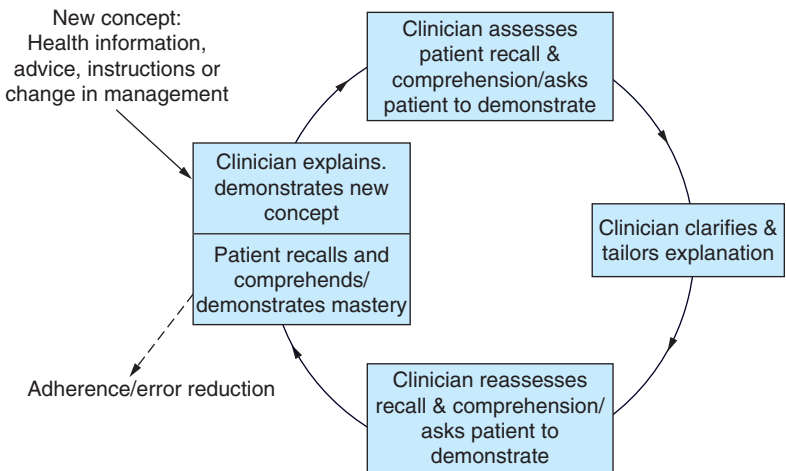 New concept:
Health information,
advice, instructions or
change in management
Clinician assesses
patient recall &
comprehension/asks
patient to demonstrate
Clinician explains.
demonstrates new
concept
Patient recalls and
comprehends/
demonstrates mastery
Clinician clarifies &
tailors explanation
Adherence/error reduction
Clinician reassesses
recall & comprehension/
asks patient to
demonstrate